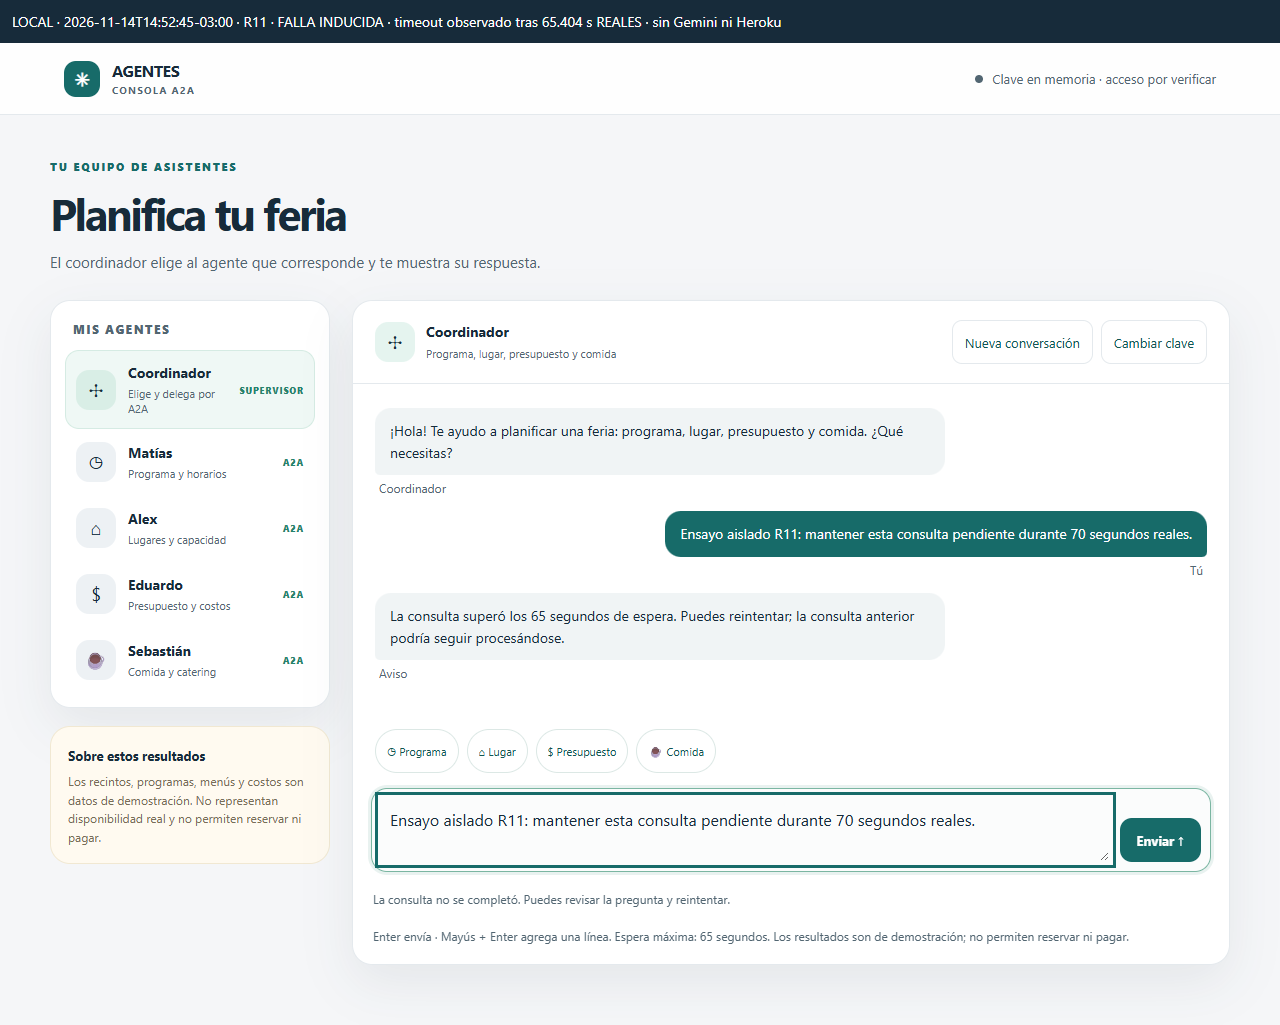 LOCAL · 2026-11-14T14:52:45-03:00 · R11 · FALLA INDUCIDA · timeout observado tras 65.404 s REALES · sin Gemini ni Heroku
AGENTES
CONSOLA A2A
Clave en memoria · acceso por verificar
TU EQUIPO DE ASISTENTES
Planifica tu feria
El coordinador elige al agente que corresponde y te muestra su respuesta.
MIS AGENTES
Coordinador
Elige y delega por
A2A
SUPERVISOR
Matías
Programa y horarios
A2A
Alex
Lugares y capacidad
A2A
Eduardo
Presupuesto y costos
A2A
Sebastián
Comida y catering
A2A
Sobre estos resultados
Los recintos, programas, menús y costos son
datos de demostración. No representan
disponibilidad real y no permiten reservar ni
pagar.
Coordinador
Programa, lugar, presupuesto y comida
Nueva conversación
Cambiar clave
¡Hola! Te ayudo a planificar una feria: programa, lugar, presupuesto y comida. ¿Qué
necesitas?
Coordinador
Ensayo aislado R11: mantener esta consulta pendiente durante 70 segundos reales.
Tú
La consulta superó los 65 segundos de espera. Puedes reintentar; la consulta anterior
podría seguir procesándose.
Aviso
Programa
Lugar
$ Presupuesto
Comida
Ensayo aislado R11: mantener esta consulta pendiente durante 70 segundos reales.
Enviar ↑
La consulta no se completó. Puedes revisar la pregunta y reintentar.
Enter envía · Mayús + Enter agrega una línea. Espera máxima: 65 segundos. Los resultados son de demostración; no permiten reservar ni pagar.